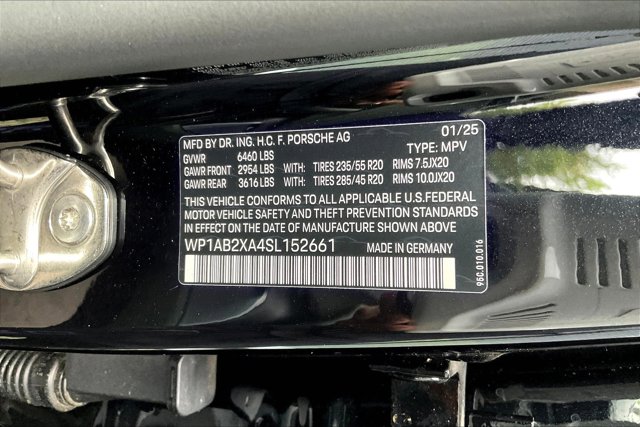 MFD BY DR. ING. H.C. F. PORSCHE AG 01/25
GVWR 6460 LBS TYPE: MPV
GAWR FRONT 2954 LBS WITH: TIRES 235/55 R20 RIMS 7.5JX20
GAWR REAR 3616 LBS WITH: TIRES 285/45 R20 RIMS 10.0JX20
THIS VEHICLE CONFORMS TO ALL APPLICABLE U.S.FEDERAL
MOTOR VEHICLE SAFETY AND THEFT PREVENTION STANDARDS
IN EFFECT ON THE DATE OF MANUFACTURE SHOWN ABOVE
WP1AB2XA4SL152661 MADE IN GERMANY
95C.010.016